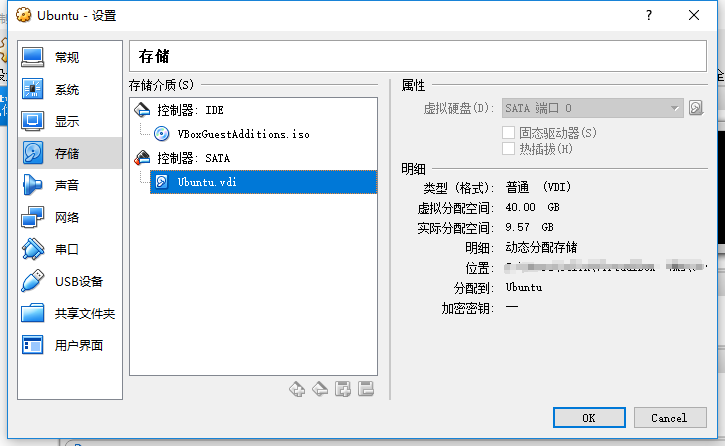 Ubuntu - 设置
?
常规
系统
显示
存储
声音
网络
串口
USB设备
共享文件夹
用户界面
存储
存储介质(S)
控制器: IDE
VBoxGuestAdditions.iso
控制器: SATA
Ubuntu.vdi
属性
虚拟硬盘(D): SATA 端口 0
固态驱动器(S)
热插拔(H)
明细
类型 (格式): 普通 (VDI)
虚拟分配空间: 40.00 GB
实际分配空间: 9.57 GB
明细: 动态分配存储
位置:
分配到: Ubuntu
加密密钥: —
OK
Cancel
全